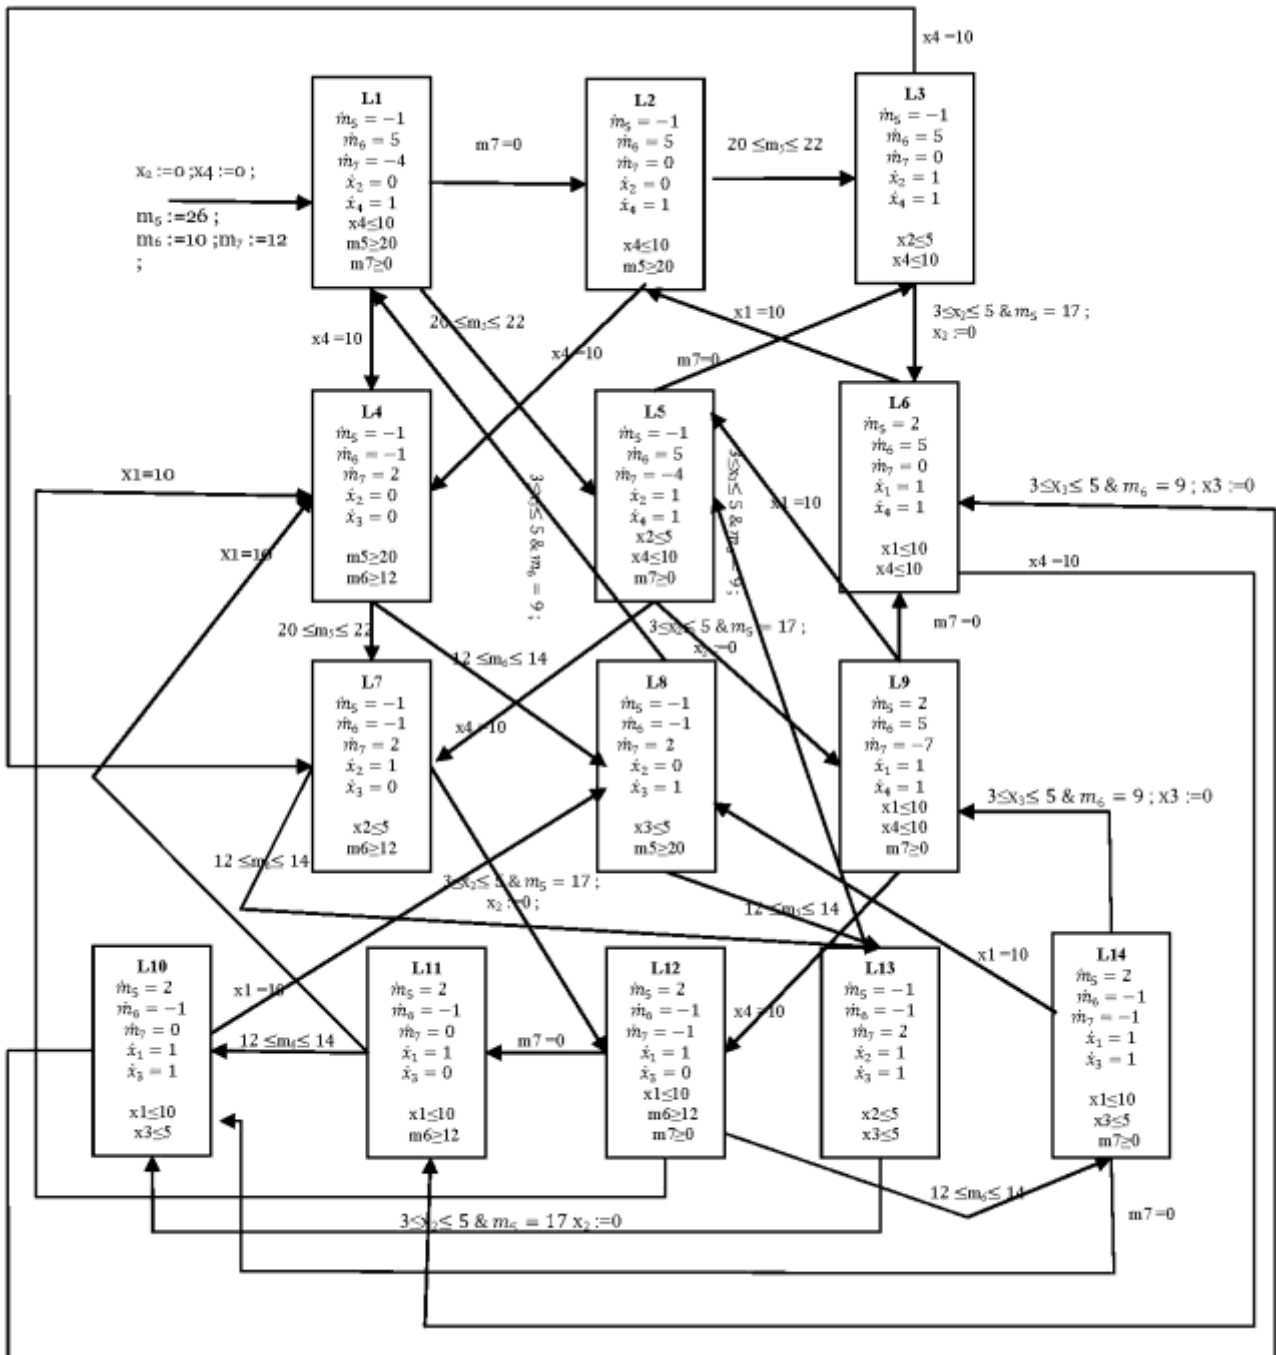 x4 =10
L1
ṁ₅ = −1
ṁ₆ = 5
ṁ₇ = −4
ẋ₂ = 0
ẋ₄ = 1
x4≤10
m5≥20
m7≥0
L2
ṁ₅ = −1
ṁ₆ = 5
ṁ₇ = 0
ẋ₂ = 0
ẋ₄ = 1
x4≤10
m5≥20
L3
ṁ₅ = −1
ṁ₆ = 5
ṁ₇ = 0
ẋ₂ = 1
ẋ₄ = 1
x2≤5
x4≤10
m7=0
20 ≤m₅≤ 22
x₂ :=0 ;x4 :=0 ;
m₅ :=26 ;
m₆ :=10 ;m₇ :=12
;
x4 =10
20 ≤m₅≤ 22
x4 =10
x1 =10
m7=0
3≤x₂≤ 5 & m₅ = 17 ;
x₂ :=0
L4
ṁ₅ = −1
ṁ₆ = −1
ṁ₇ = 2
ẋ₂ = 0
ẋ₃ = 0
m5≥20
m6≥12
L5
ṁ₅ = −1
ṁ₆ = 5
ṁ₇ = −4
ẋ₂ = 1
ẋ₄ = 1
x2≤5
x4≤10
m7≥0
L6
ṁ₅ = 2
ṁ₆ = 5
ṁ₇ = 0
ẋ₁ = 1
ẋ₄ = 1
x1≤10
x4≤10
X1=10
X1=10
3≤x₃≤ 5 & m₆ = 9 ;
3≤x₃≤ 5 & m₆ = 9 ;
x1 =10
3≤x₃≤ 5 & m₆ = 9 ; x3 :=0
x4 =10
20 ≤m₅≤ 22
12 ≤m₆≤ 14
3≤x₂≤ 5 & m₅ = 17 ;
x₂ :=0
m7=0
L7
ṁ₅ = −1
ṁ₆ = −1
ṁ₇ = 2
ẋ₂ = 1
ẋ₃ = 0
x2≤5
m6≥12
L8
ṁ₅ = −1
ṁ₆ = −1
ṁ₇ = 2
ẋ₂ = 0
ẋ₃ = 1
x3≤5
m5≥20
L9
ṁ₅ = 2
ṁ₆ = 5
ṁ₇ = −7
ẋ₁ = 1
ẋ₄ = 1
x1≤10
x4≤10
m7≥0
x4 =10
3≤x₃≤ 5 & m₆ = 9 ; x3 :=0
12 ≤m₆≤ 14
3≤x₂≤ 5 & m₅ = 17 ;
x₂ :=0 ;
12 ≤m₅≤ 14
x1 =10
L10
ṁ₅ = 2
ṁ₆ = −1
ṁ₇ = 0
ẋ₁ = 1
ẋ₃ = 1
x1≤10
x3≤5
L11
ṁ₅ = 2
ṁ₆ = −1
ṁ₇ = 0
ẋ₁ = 1
ẋ₃ = 0
x1≤10
m6≥12
L12
ṁ₅ = 2
ṁ₆ = −1
ṁ₇ = −1
ẋ₁ = 1
ẋ₃ = 0
x1≤10
m6≥12
m7≥0
L13
ṁ₅ = −1
ṁ₆ = −1
ṁ₇ = 2
ẋ₂ = 1
ẋ₃ = 1
x2≤5
x3≤5
L14
ṁ₅ = 2
ṁ₆ = −1
ṁ₇ = −1
ẋ₁ = 1
ẋ₃ = 1
x1≤10
x3≤5
m7≥0
x1 =10
12 ≤m₆≤ 14
m7=0
x4 =10
12 ≤m₆≤ 14
m7=0
3≤x₂≤ 5 & m₅ = 17 x₂ :=0